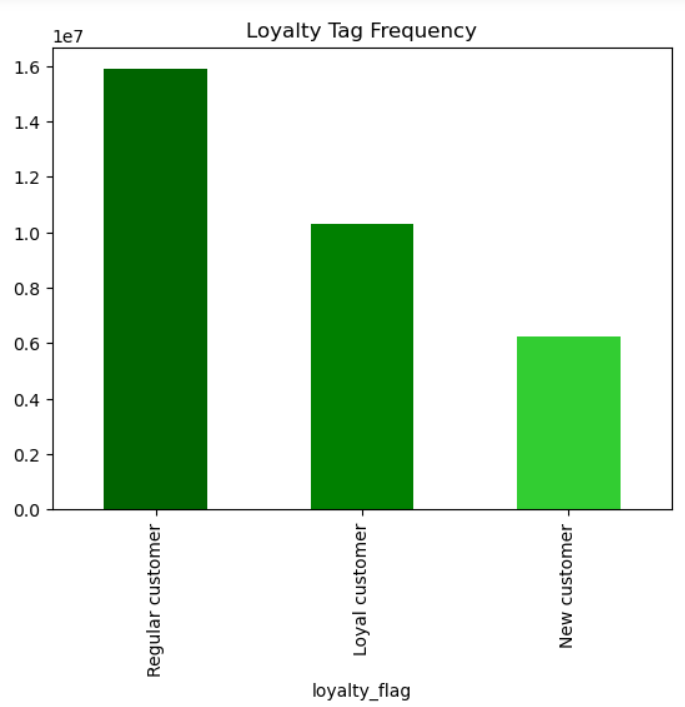 Loyalty Tag Frequency
1e7
1.6
1.4
1.2
1.0
0.8
0.6
0.4
0.2
0.0
Regular customer
Loyal customer
New customer
loyalty_flag